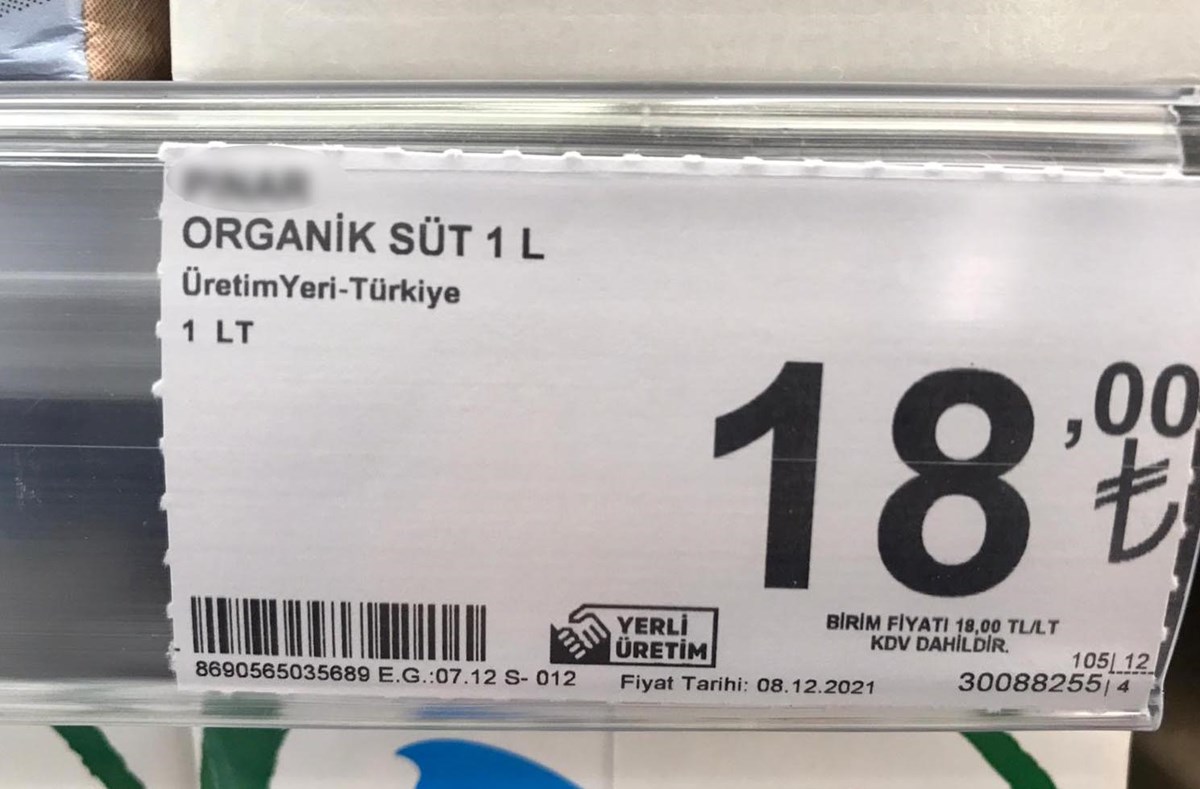 ORGANİK SÜT 1 L
ÜretimYeri-Türkiye
1 LT
18,00
₺
YERLİ
ÜRETİM
BİRİM FİYATI 18,00 TL/LT
KDV DAHİLDİR.
105| 12
8690565035689 E.G.:07.12 S- 012
Fiyat Tarihi: 08.12.2021
30088255| 4